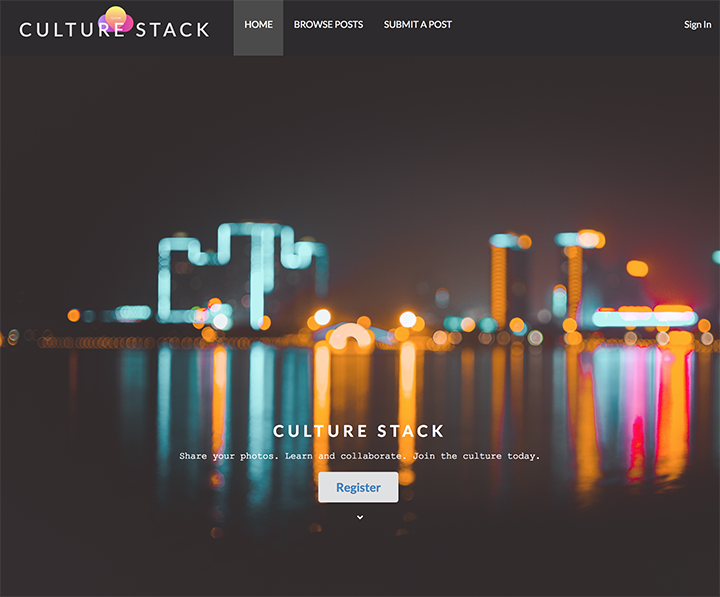 CULTURE STACK
HOME
BROWSE POSTS
SUBMIT A POST
Sign In
CULTURE STACK
Share your photos. Learn and collaborate. Join the culture today.
Register